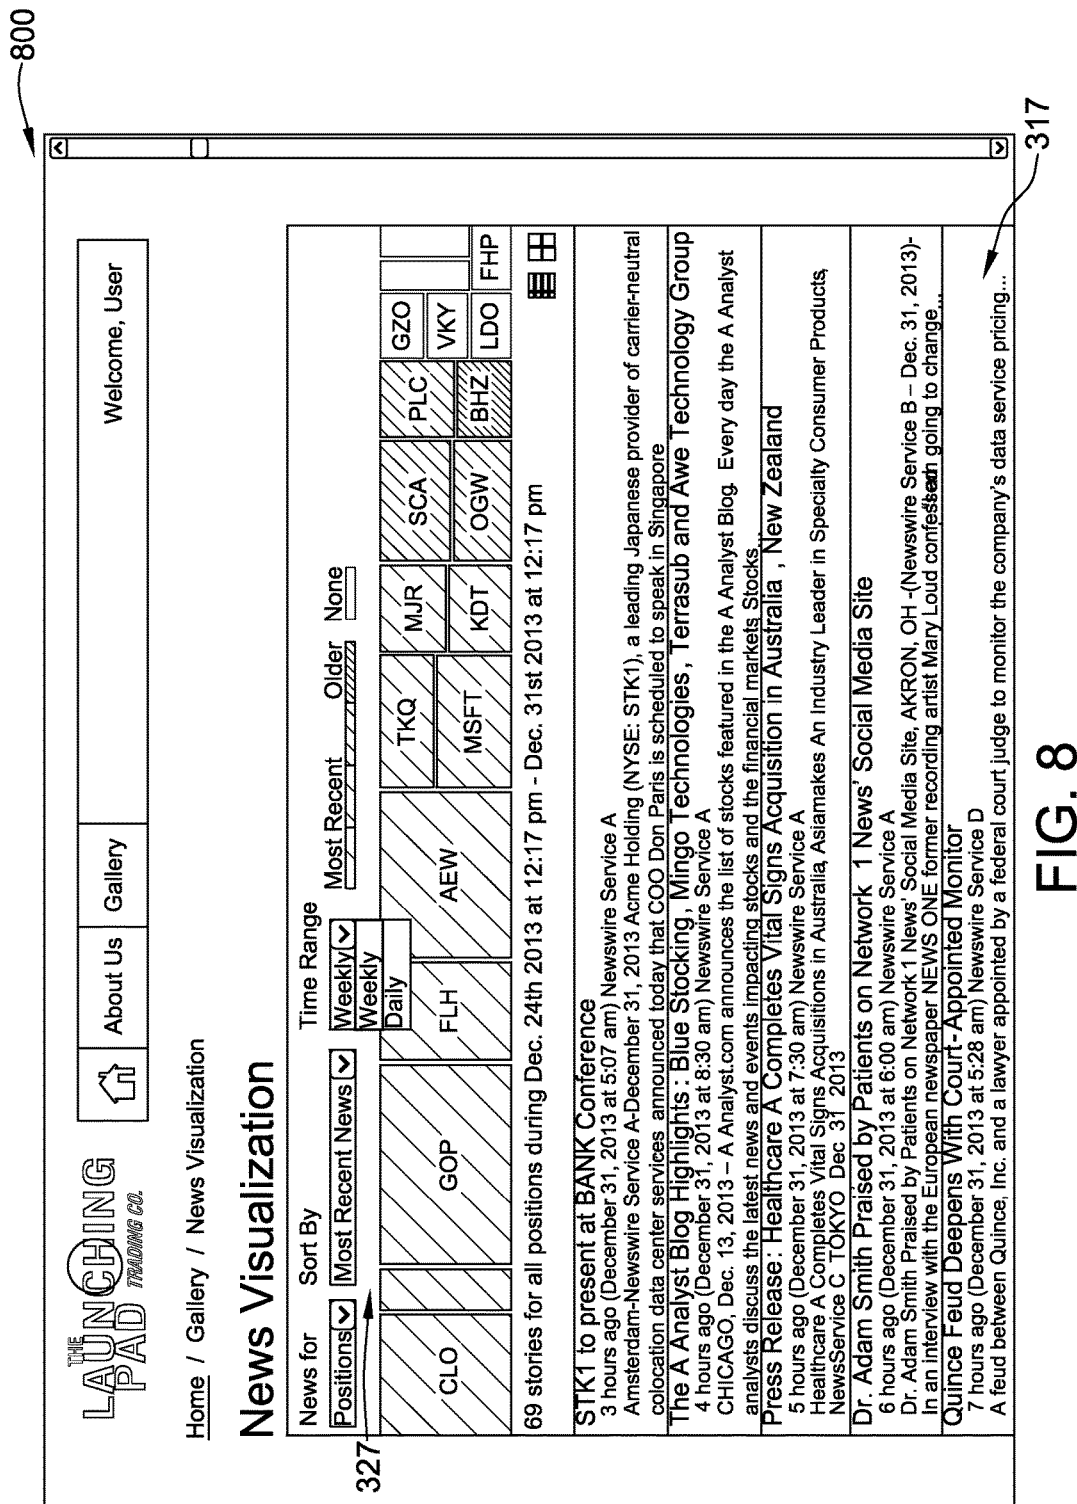 800
THE
LAUNCHING
PAD TRADING CO.
About Us
Gallery
Welcome, User
Home / Gallery / News Visualization
News Visualization
News for
Sort By
Time Range
Positions
Most Recent News
Weekly
Weekly
Daily
Most Recent
Older
None
327
CLO
GOP
FLH
AEW
TKQ
MSFT
MJR
KDT
SCA
OGW
PLC
BHZ
GZO
VKY
LDO
FHP
69 stories for all positions during Dec. 24th 2013 at 12:17 pm - Dec. 31st 2013 at 12:17 pm
STK1 to present at BANK Conference
3 hours ago (December 31, 2013 at 5:07 am) Newswire Service A
Amsterdam-Newswire Service A-December 31, 2013 Acme Holding (NYSE: STK1), a leading Japanese provider of carrier-neutral
colocation data center services announced today that COO Don Paris is scheduled to speak in Singapore
The A Analyst Blog Highlights : Blue Stocking, Mingo Technologies , Terrasub and Awe Technology Group
4 hours ago (December 31, 2013 at 8:30 am) Newswire Service A
CHICAGO, Dec. 13, 2013 – A Analyst.com announces the list of stocks featured in the A Analyst Blog. Every day the A Analyst
analysts discuss the latest news and events impacting stocks and the financial markets Stocks...
Press Release : Healthcare A Completes Vital Signs Acquisition in Australia , New Zealand
5 hours ago (December 31, 2013 at 7:30 am) Newswire Service A
Healthcare A Completes Vital Signs Acquisitions in Australia, Asiamakes An Industry Leader in Specialty Consumer Products,
NewsService C TOKYO Dec 31 2013
Dr. Adam Smith Praised by Patients on Network 1 News' Social Media Site
6 hours ago (December 31, 2013 at 6:00 am) Newswire Service A
Dr. Adam Smith Praised by Patients on Network 1 News' Social Media Site, AKRON, OH -(Newswire Service B – Dec. 31, 2013)-
In an interview with the European newspaper NEWS ONE former recording artist Mary Loud going to change...
Quince Feud Deepens With Court- Appointed Monitor
7 hours ago (December 31, 2013 at 5:28 am) Newswire Service D
A feud between Quince, Inc. and a lawyer appointed by a federal court judge to monitor the company's data service pricing...
317
FIG. 8